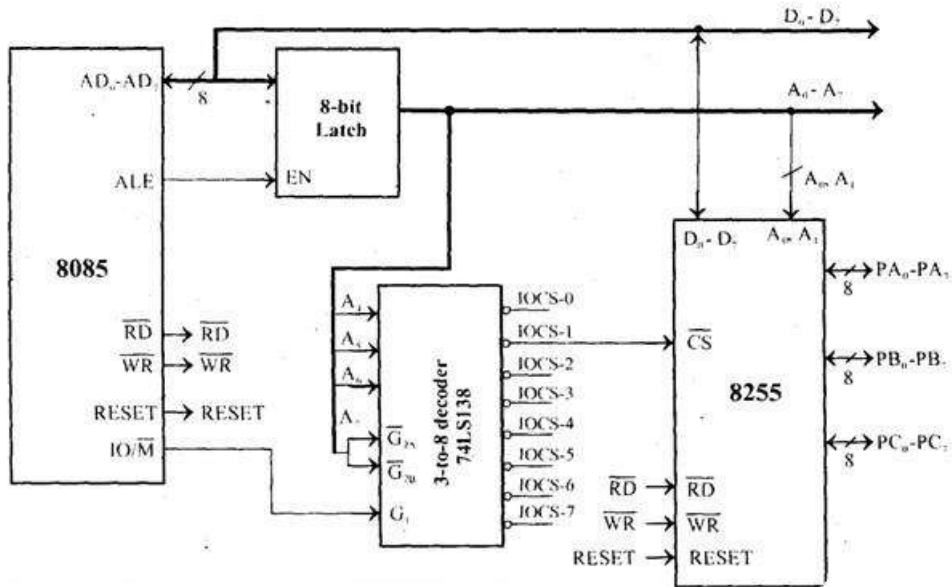 D₀ - D₇
AD₀-AD₇
8
8-bit
Latch
A₀ - A₇
ALE
EN
A₀, A₁
8085
D₀ - D₇
A₀, A₁
IOCS-0
PA₀-PA₇
8
A₄
RD
RD
IOCS-1
CS
A₅
WR
WR
IOCS-2
PB₀-PB₇
8
A₆
IOCS-3
8255
RESET
RESET
A₇
IOCS-4
PC₀-PC₇
8
G₂A
IO/M
3-to-8 decoder
74LS138
IOCS-5
G₂B
IOCS-6
RD
RD
G₁
IOCS-7
WR
WR
RESET
RESET